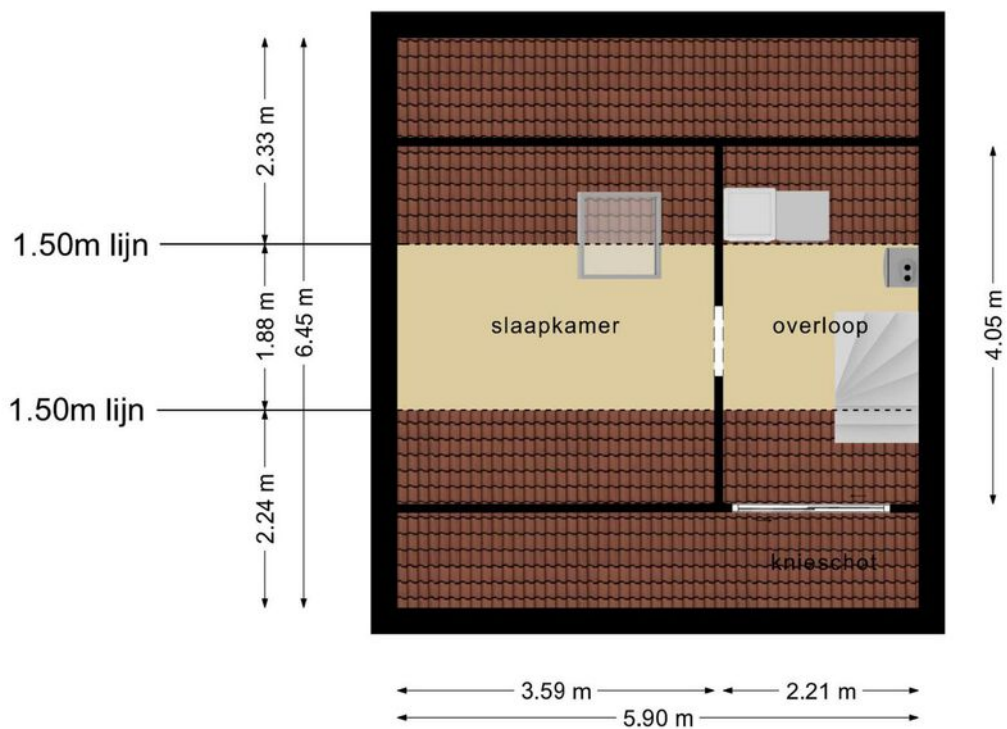 2.33 m
1.50m lijn
1.88 m
6.45 m
4.05 m
slaapkamer
overloop
1.50m lijn
2.24 m
knieschot
3.59 m
2.21 m
5.90 m